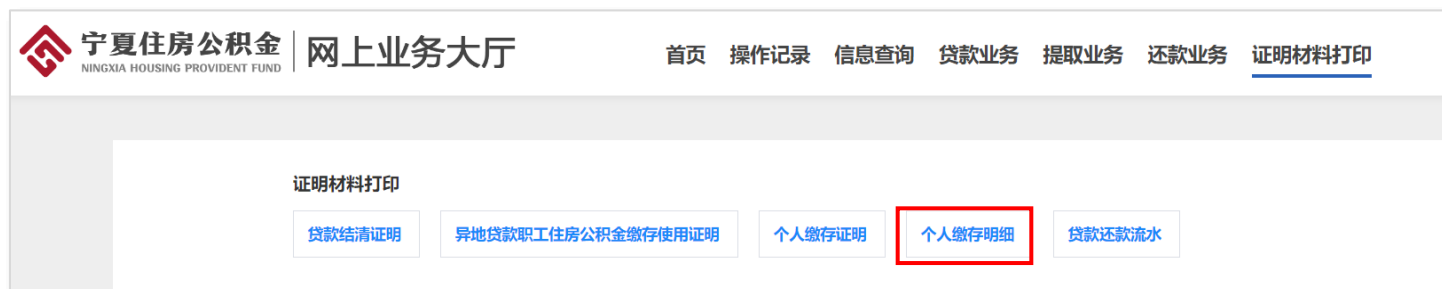 宁夏住房公积金 网上业务大厅 首页 操作记录 信息查询 贷款业务 提取业务 还款业务 证明材料打印
NINGXIA HOUSING PROVIDENT FUND
证明材料打印
贷款结清证明 异地贷款职工住房公积金缴存使用证明 个人缴存证明 个人缴存明细 贷款还款流水